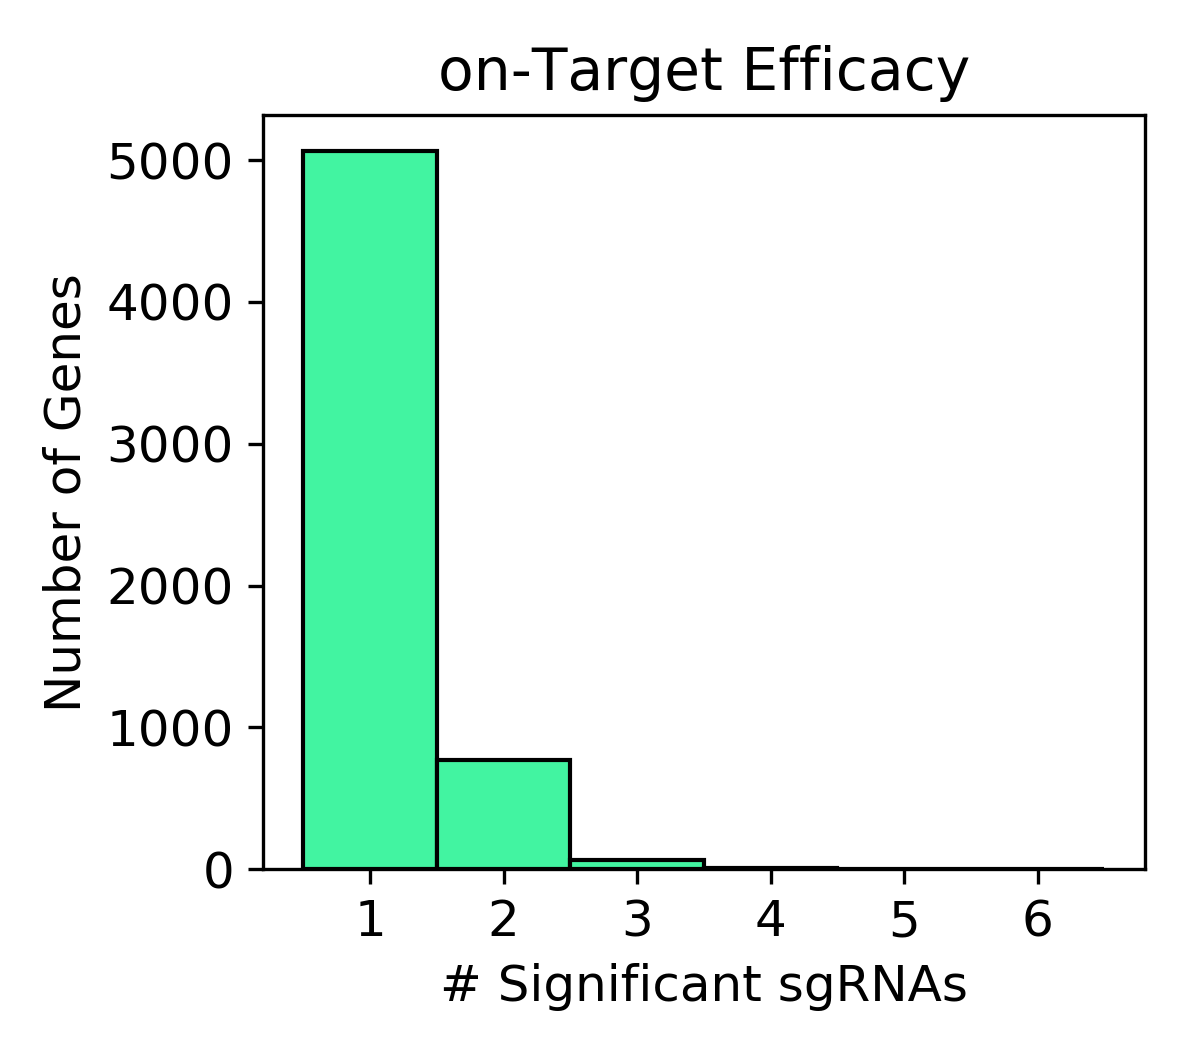 on-Target Efficacy
5000
4000
3000
2000
1000
0
Number of Genes
1 2 3 4 5 6
# Significant sgRNAs